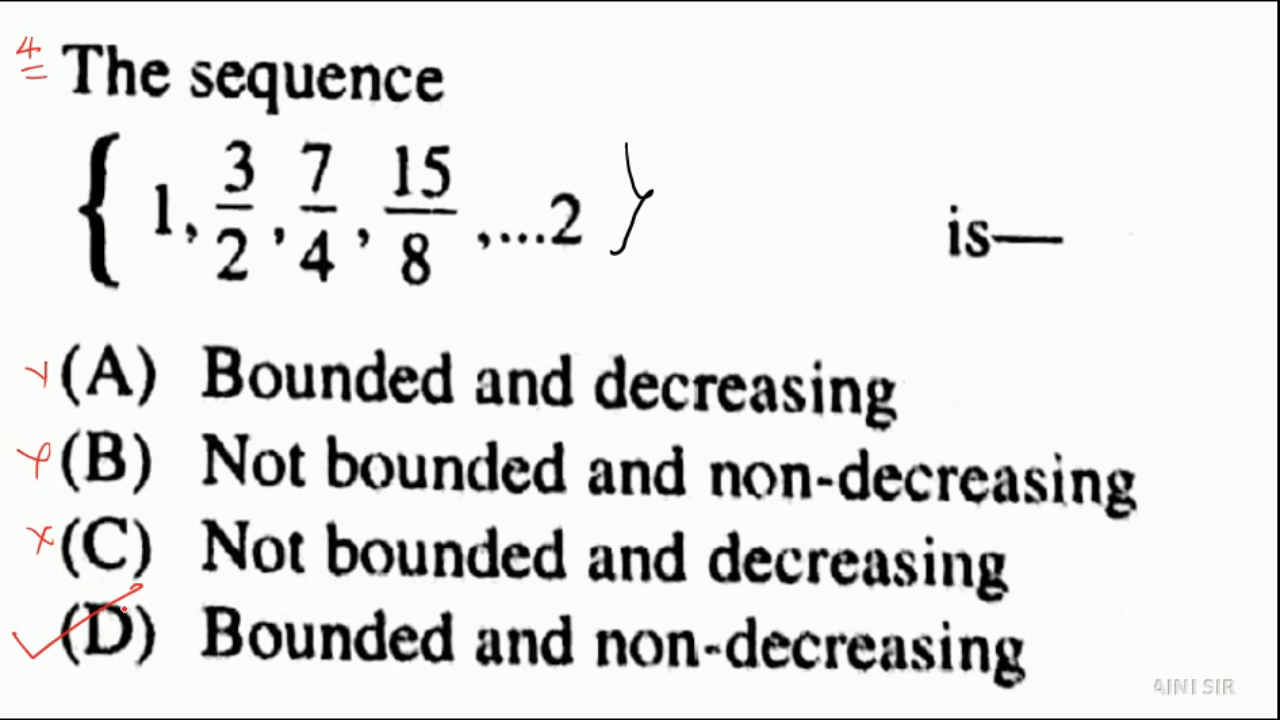 4 The sequence
{ 1, 3/2, 7/4, 15/8, ,...2 } is—
(A) Bounded and decreasing
(B) Not bounded and non-decreasing
(C) Not bounded and decreasing
(D) Bounded and non-decreasing
AINI SIR